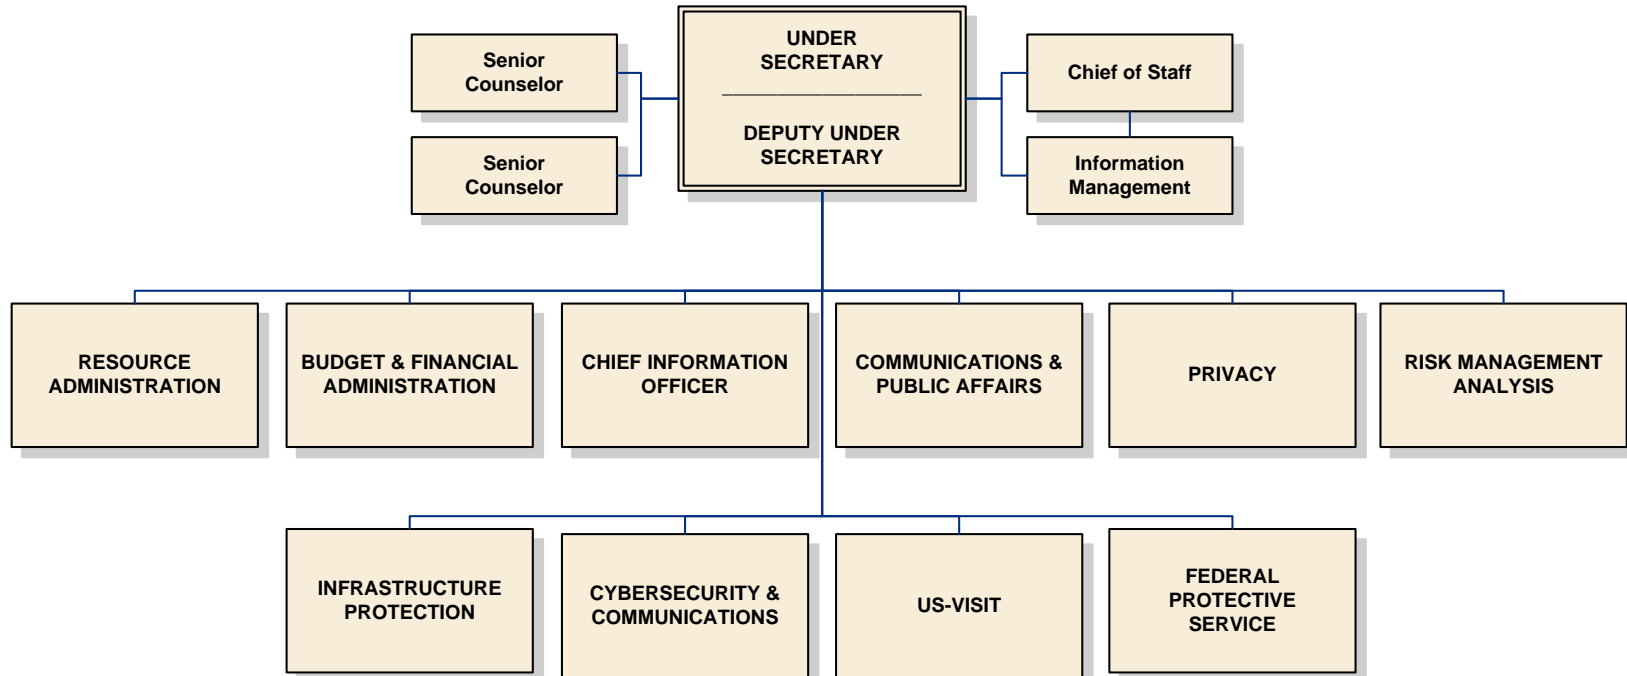 UNDER
SECRETARY
DEPUTY UNDER
SECRETARY
Senior
Counselor
Senior
Counselor
Chief of Staff
Information
Management
RESOURCE
ADMINISTRATION
BUDGET & FINANCIAL
ADMINISTRATION
CHIEF INFORMATION
OFFICER
COMMUNICATIONS &
PUBLIC AFFAIRS
PRIVACY
RISK MANAGEMENT
ANALYSIS
INFRASTRUCTURE
PROTECTION
CYBERSECURITY &
COMMUNICATIONS
US-VISIT
FEDERAL
PROTECTIVE
SERVICE